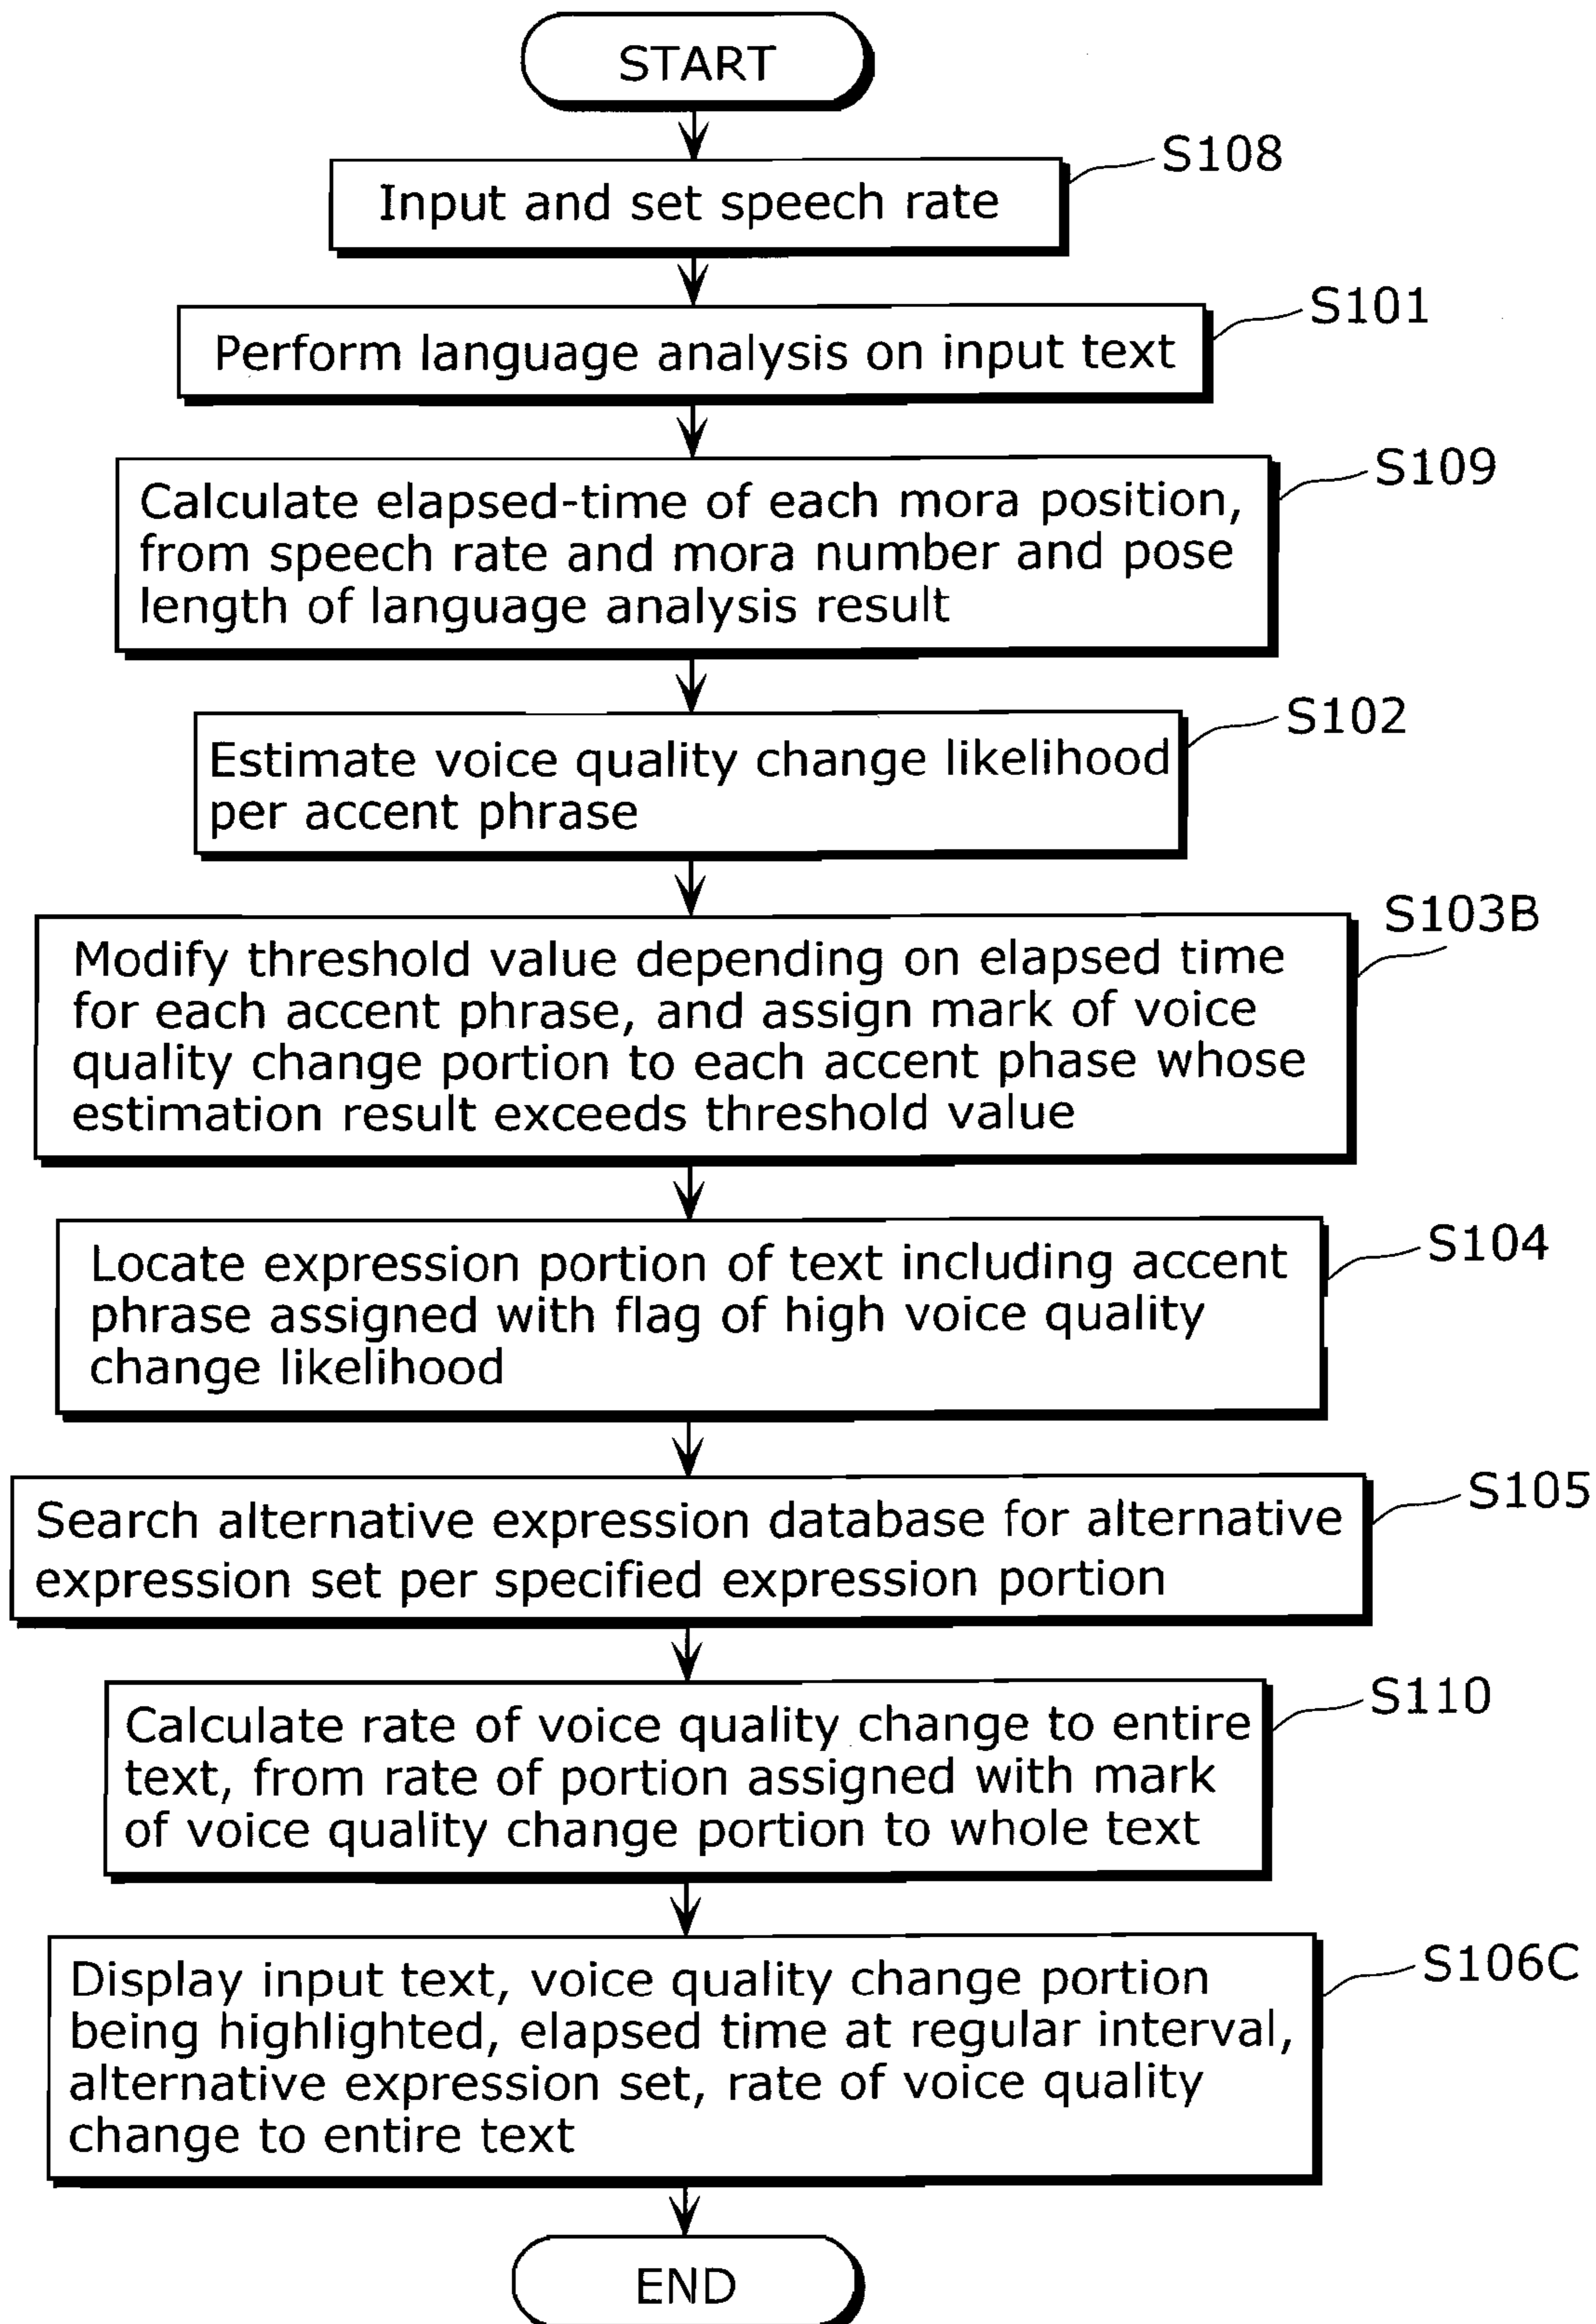 START
S108
Input and set speech rate
S101
Perform language analysis on input text
S109
Calculate elapsed-time of each mora position,
from speech rate and mora number and pose
length of language analysis result
S102
Estimate voice quality change likelihood
per accent phrase
S103B
Modify threshold value depending on elapsed time
for each accent phrase, and assign mark of voice
quality change portion to each accent phase whose
estimation result exceeds threshold value
S104
Locate expression portion of text including accent
phrase assigned with flag of high voice quality
change likelihood
S105
Search alternative expression database for alternative
expression set per specified expression portion
S110
Calculate rate of voice quality change to entire
text, from rate of portion assigned with mark
of voice quality change portion to whole text
S106C
Display input text, voice quality change portion
being highlighted, elapsed time at regular interval,
alternative expression set, rate of voice quality
change to entire text
END